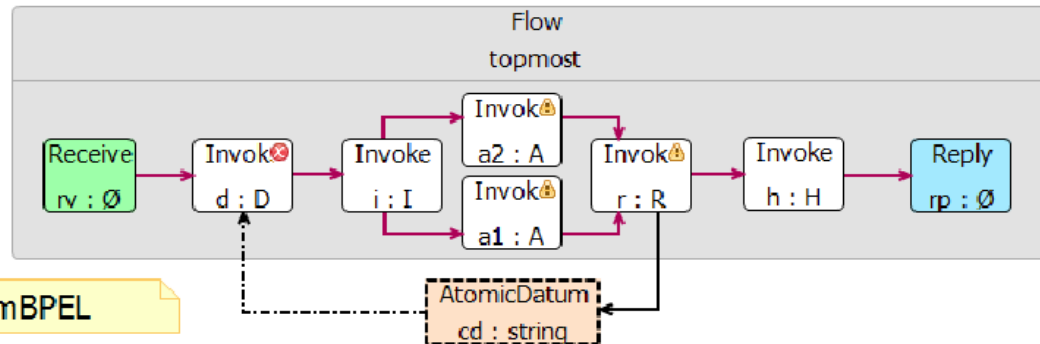 Flow
topmost
Receive
rv : Ø
Invok
d : D
Invoke
i : I
Invok
a2 : A
Invok
a1 : A
Invok
r : R
Invoke
h : H
Reply
rp : Ø
AtomicDatum
cd : string
mBPEL